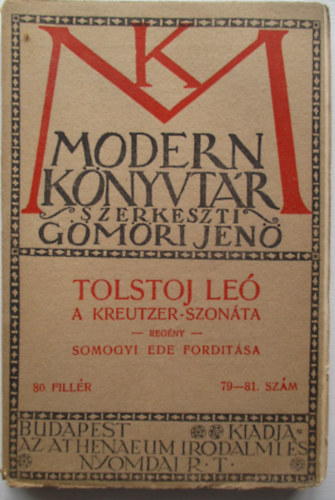 MK
MODERN
KÖNYVTÁR
SZERKESZTI
GÖMÖRI JENŐ
TOLSTOJ LEÓ
A KREUTZER-SZONÁTA
— REGÉNY —
SOMOGYI EDE FORDITÁSA
80 FILLÉR 79—81. SZÁM
BUDAPEST KIADJA
AZ ATHENAEUM IRODALMI ÉS
NYOMDAI R. T.